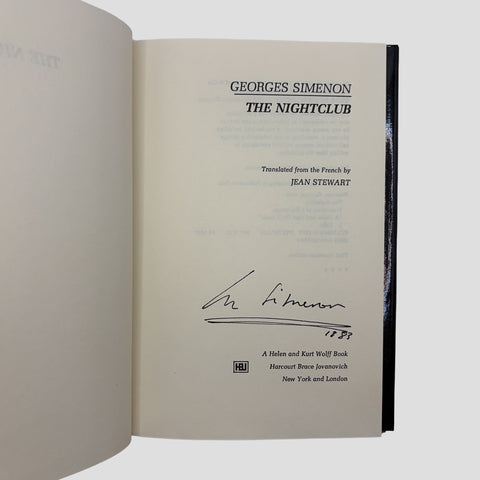 GEORGES SIMENON
THE NIGHTCLUB
Translated from the French by
JEAN STEWART
Simenon
1983
A Helen and Kurt Wolff Book
HBJ
Harcourt Brace Jovanovich
New York and London